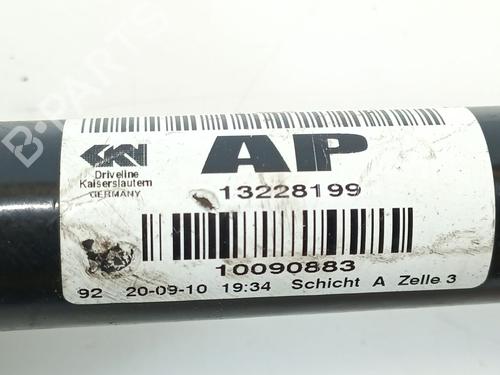 GKN
Driveline
Kaiserslautern
GERMANY
AP
13228199
10090883
92 20-09-10 19:34 Schicht A Zelle 3
B-PARTS